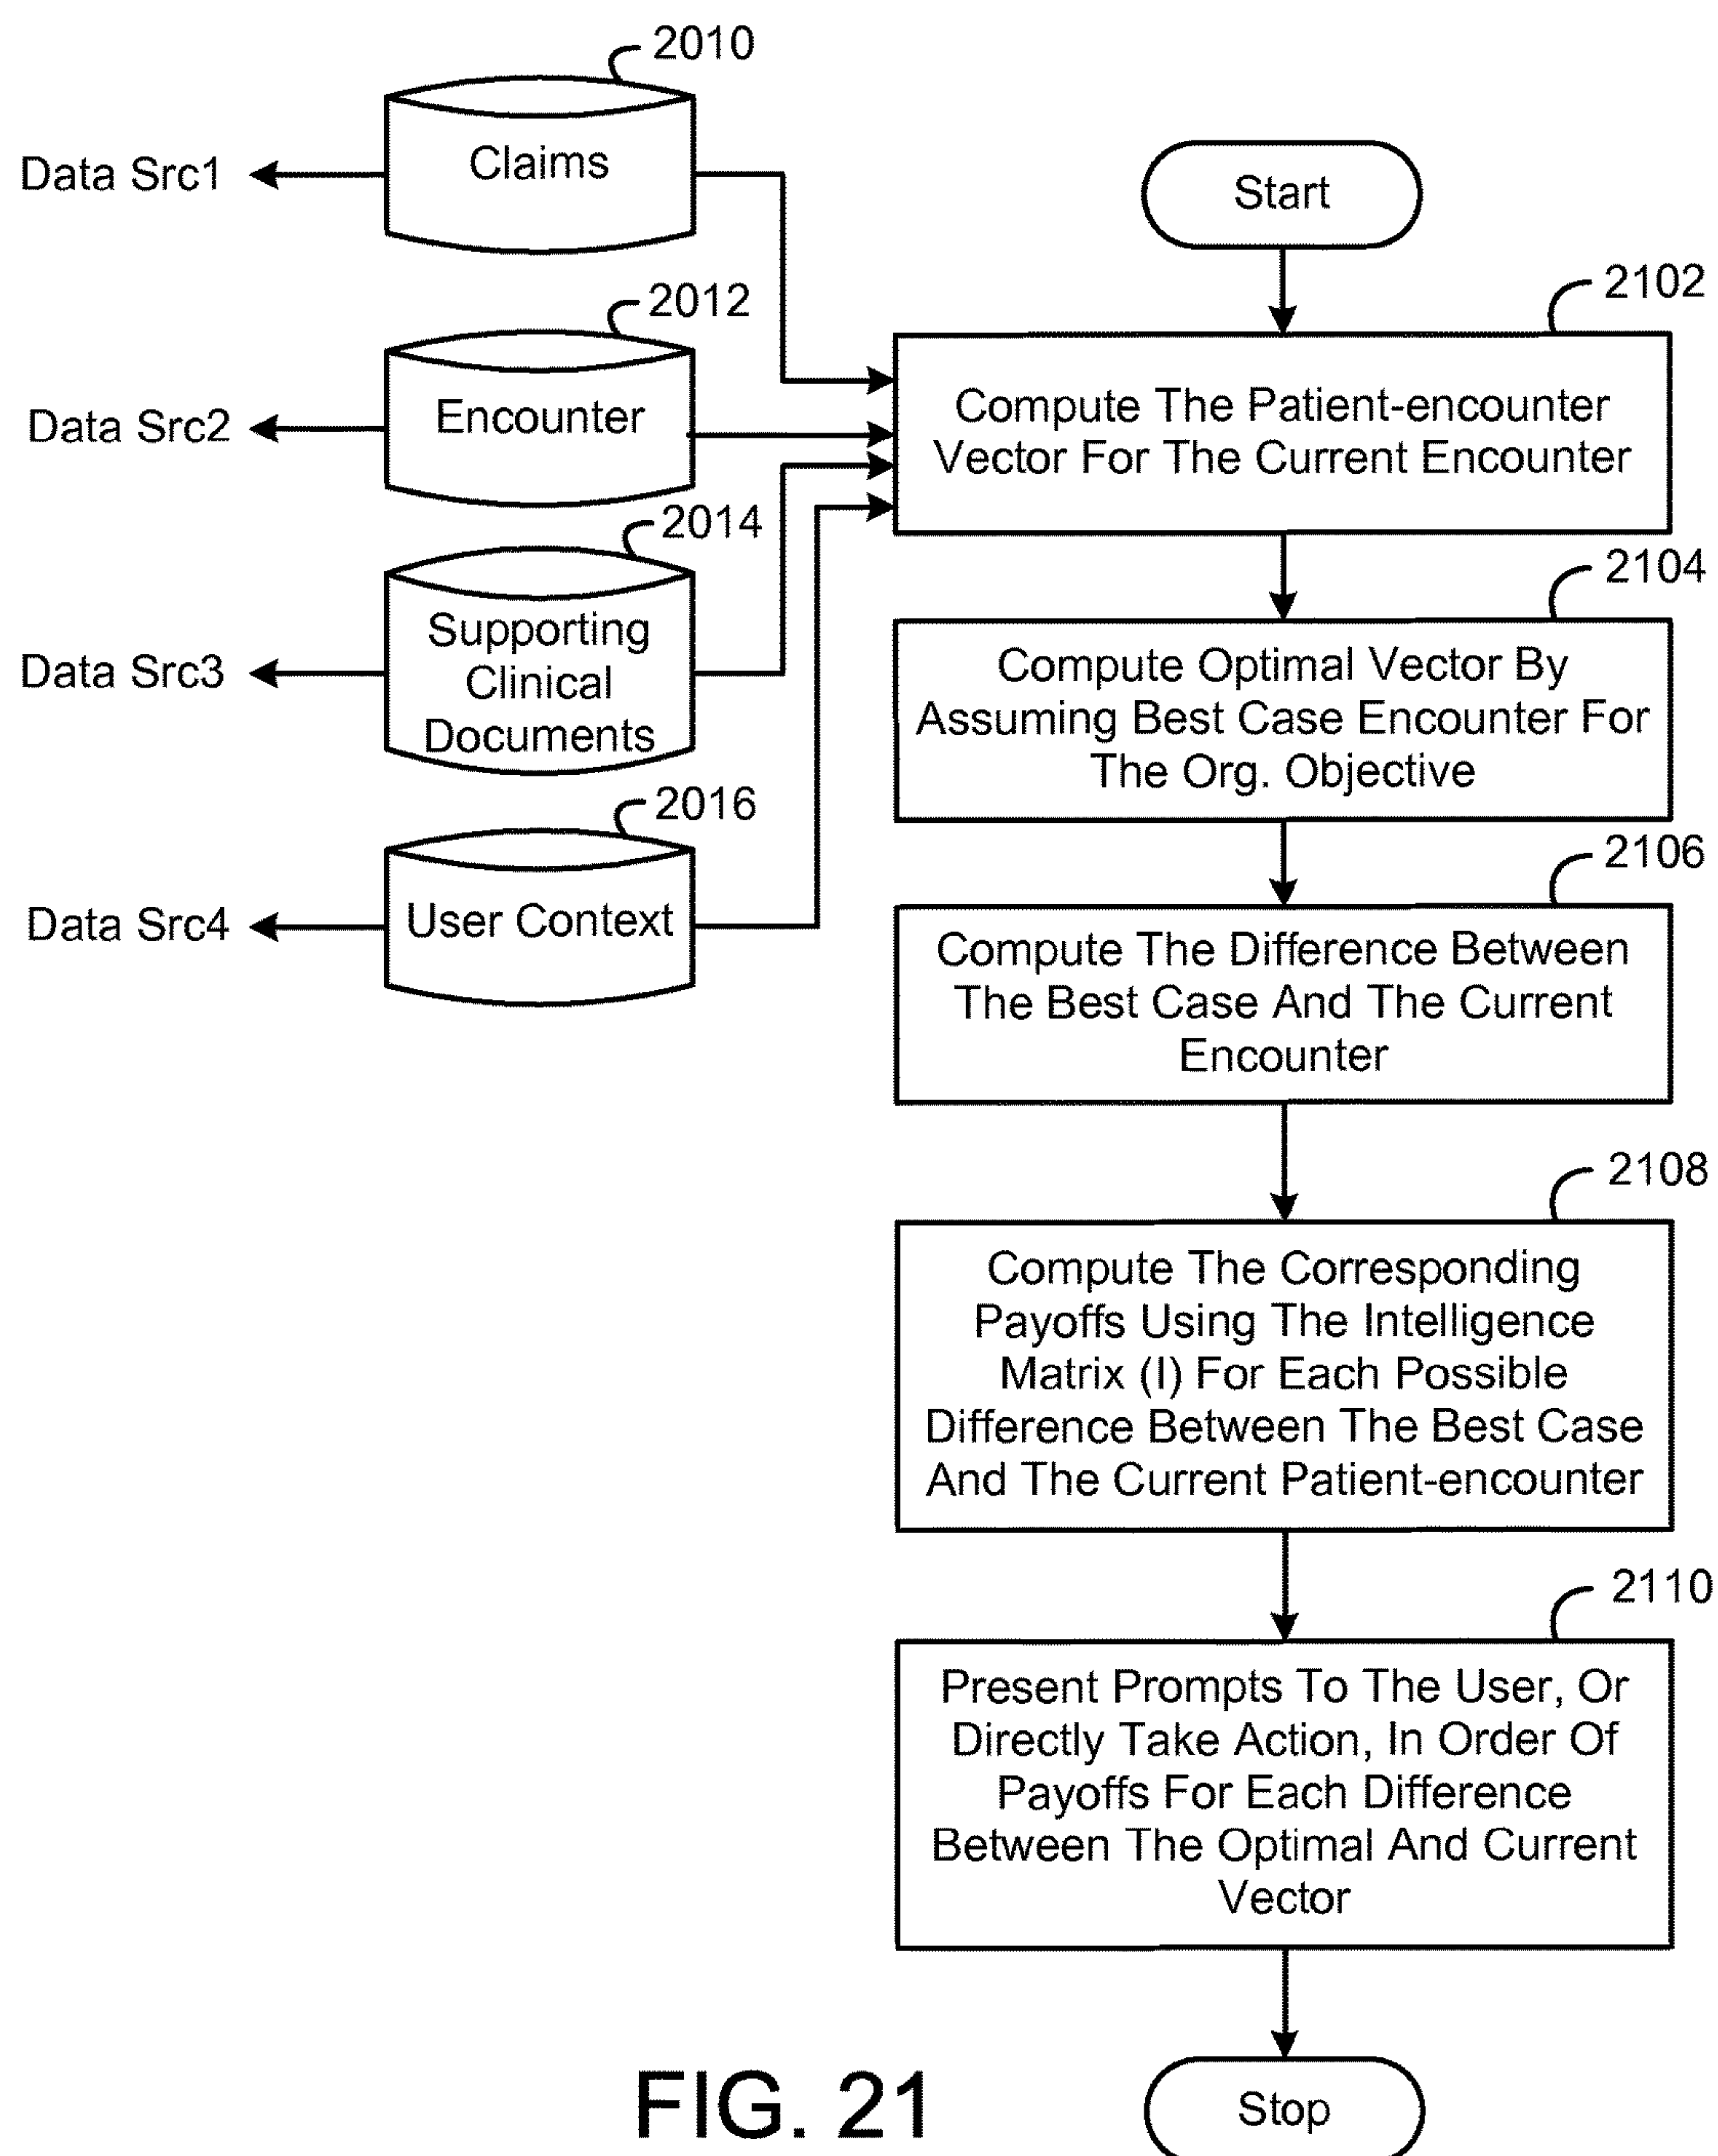 2010
Claims
Data Src1
2012
Encounter
Data Src2
2014
Supporting
Clinical
Documents
Data Src3
2016
User Context
Data Src4
Start
2102
Compute The Patient-encounter
Vector For The Current Encounter
2104
Compute Optimal Vector By
Assuming Best Case Encounter For
The Org. Objective
2106
Compute The Difference Between
The Best Case And The Current
Encounter
2108
Compute The Corresponding
Payoffs Using The Intelligence
Matrix (I) For Each Possible
Difference Between The Best Case
And The Current Patient-encounter
2110
Present Prompts To The User, Or
Directly Take Action, In Order Of
Payoffs For Each Difference
Between The Optimal And Current
Vector
Stop
FIG. 21